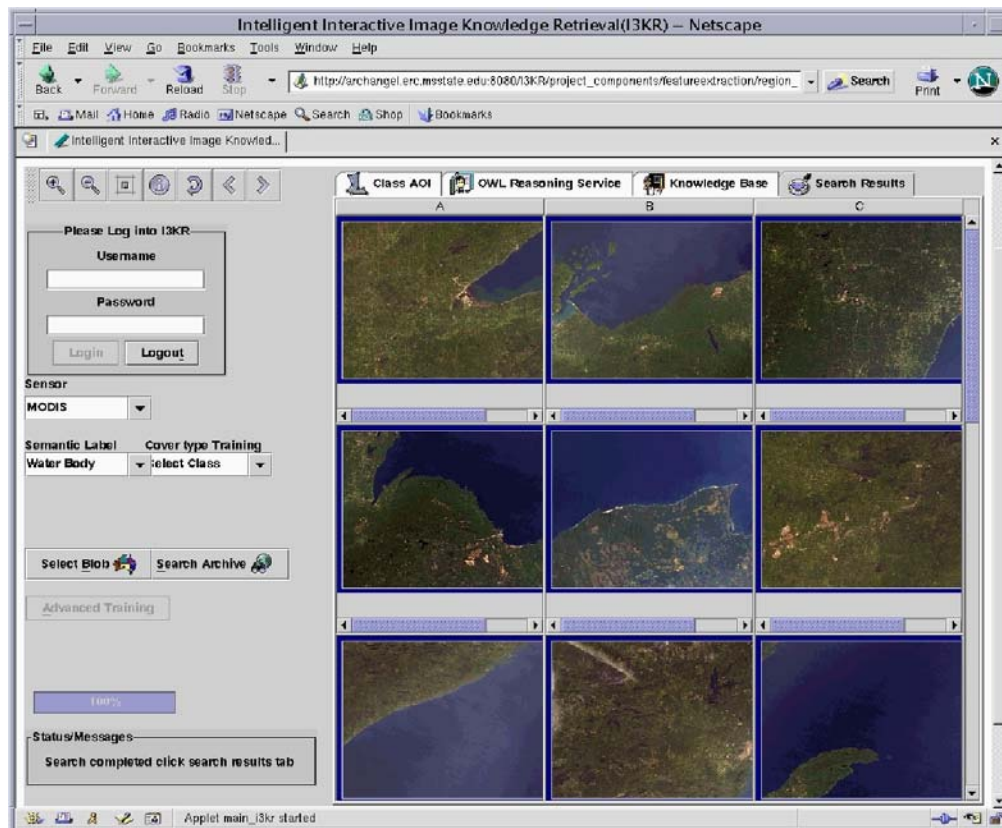 Intelligent Interactive Image Knowledge Retrieval(I3KR) – Netscape
File Edit View Go Bookmarks Tools Window Help
Back Forward Reload Stop http://archangel.erc.msstate.edu:8080/I3KR/project_components/featureextraction/region_ Search Print N
Mail Home Radio Netscape Search Shop Bookmarks
Intelligent Interactive Image Knowled...
Class AOI OWL Reasoning Service Knowledge Base Search Results
A B C
Please Log into I3KR
Username
Password
Login Logout
Sensor
MODIS
Semantic Label Cover type Training
Water Body Select Class
Select Blob Search Archive
Advanced Training
100%
Status/Messages
Search completed click search results tab
Applet main_i3kr started